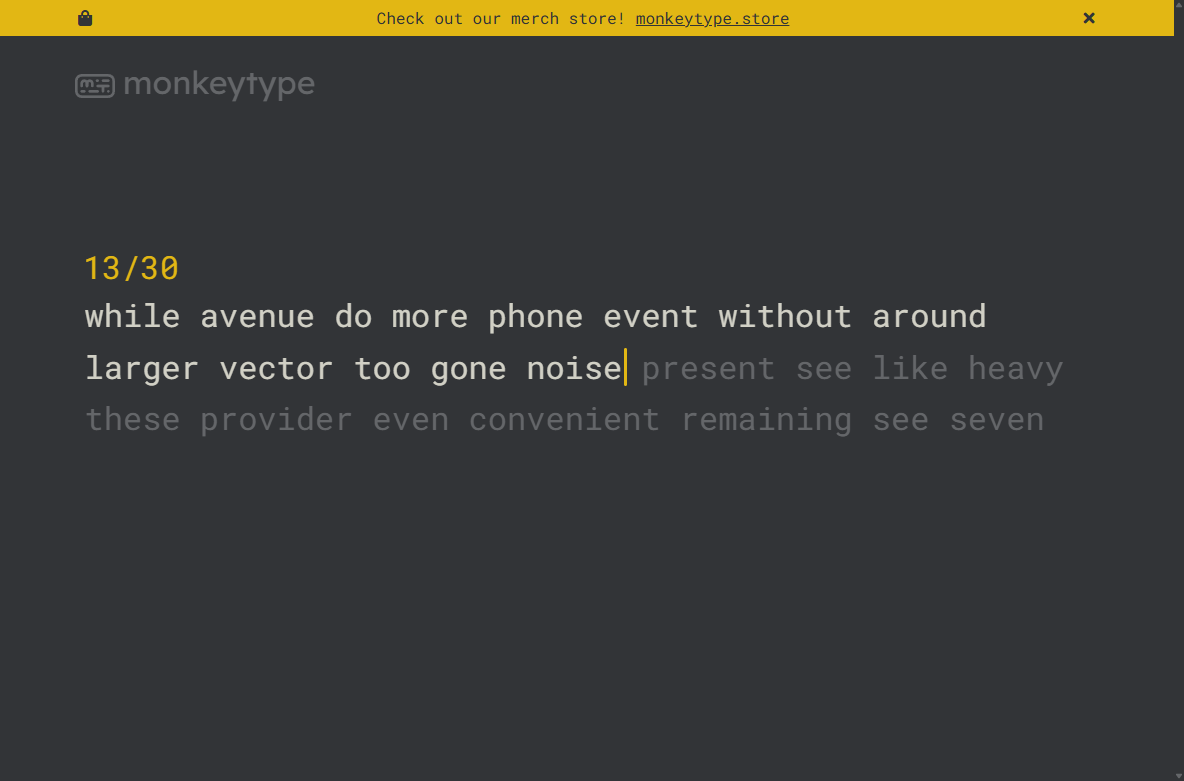 Check out our merch store! monkeytype.store
monkeytype
13/30
while avenue do more phone event without around
larger vector too gone noise present see like heavy
these provider even convenient remaining see seven